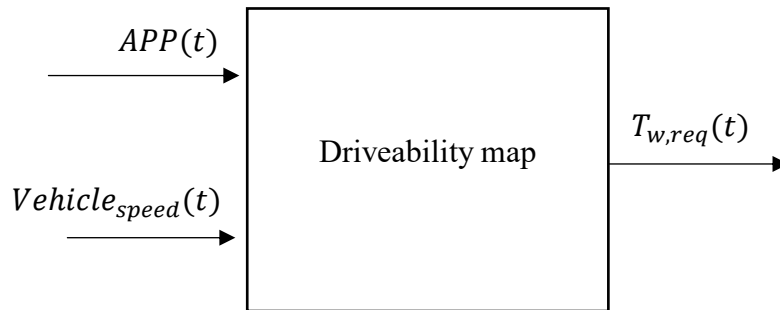 APP(t)
Driveability map
T_{w,req}(t)
Vehicle_{speed}(t)